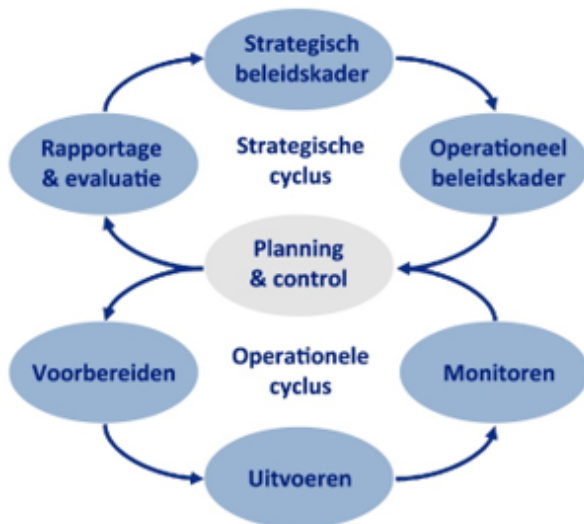 Strategisch
beleidskader
Rapportage
& evaluatie
Strategische
cyclus
Operationeel
beleidskader
Planning
& control
Voorbereiden
Operationele
cyclus
Monitoren
Uitvoeren